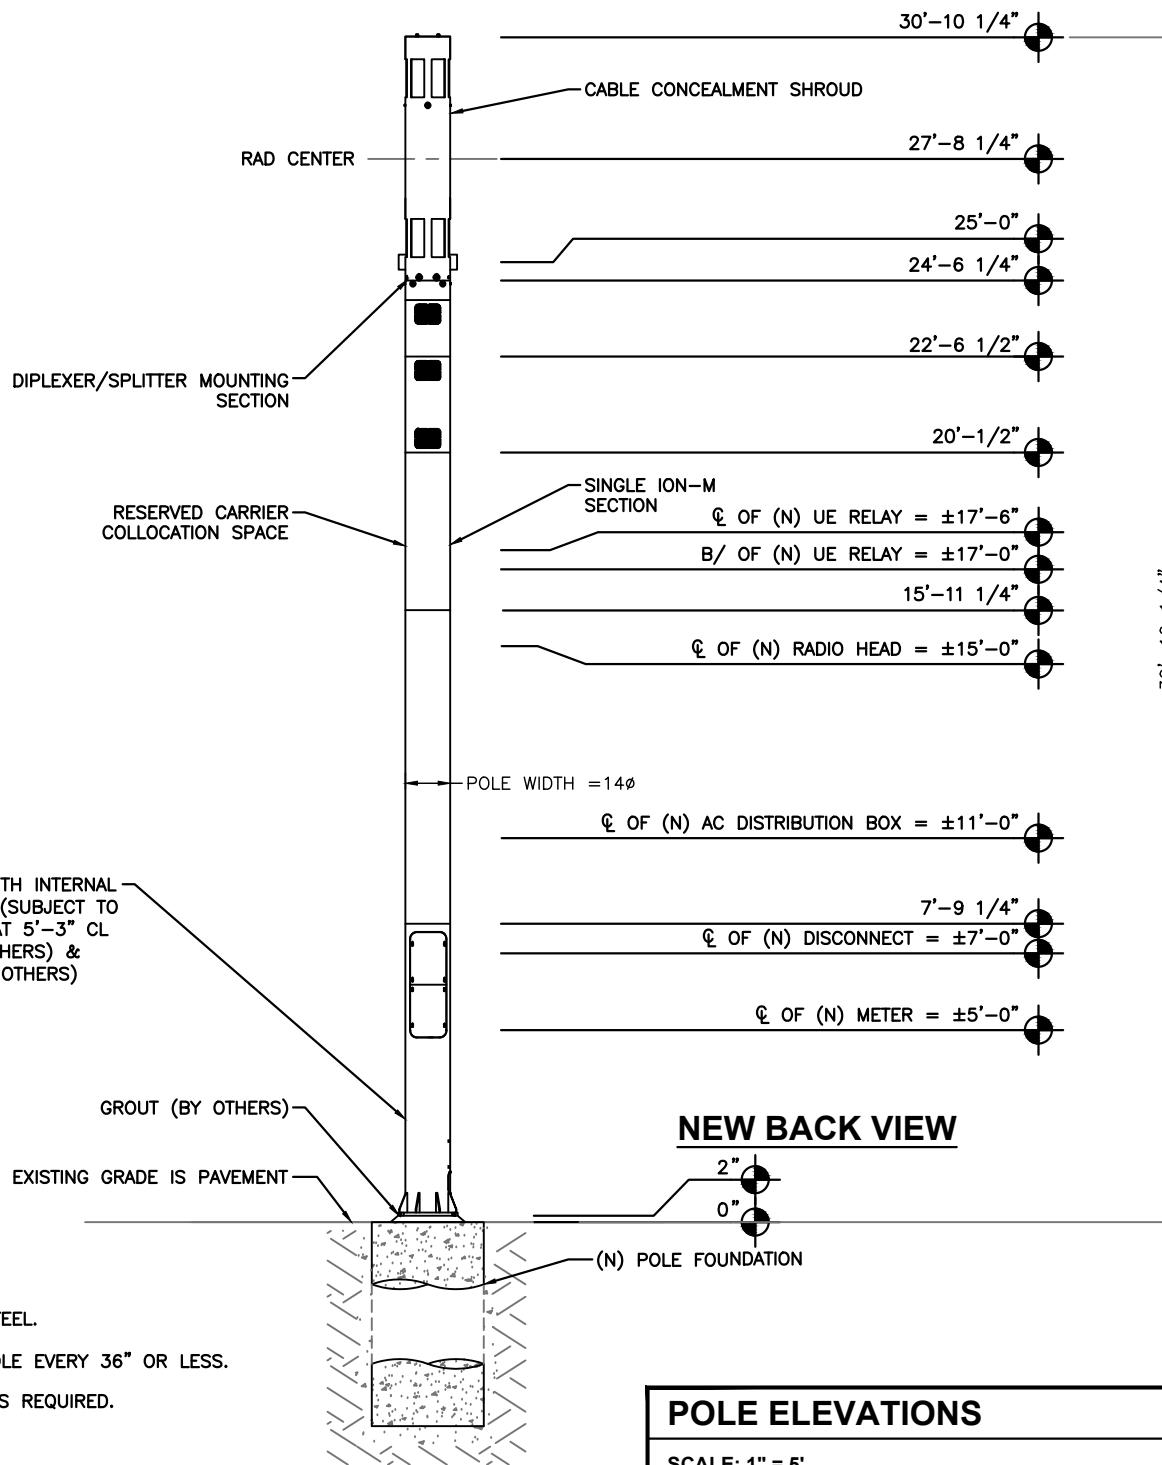 30'-10 1/4"
CABLE CONCEALMENT SHROUD
RAD CENTER
27'-8 1/4"
25'-0"
24'-6 1/4"
22'-6 1/2"
DIPLEXER/SPLITTER MOUNTING
SECTION
20'-1/2"
SINGLE ION-M
SECTION
RESERVED CARRIER
COLLOCATION SPACE
℄ OF (N) UE RELAY = ±17'-6"
B/ OF (N) UE RELAY = ±17'-0"
15'-11 1/4"
℄ OF (N) RADIO HEAD = ±15'-0"
POLE WIDTH =14ø
℄ OF (N) AC DISTRIBUTION BOX = ±11'-0"
TH INTERNAL
(SUBJECT TO
AT 5'-3" CL
HERS) &
OTHERS)
7'-9 1/4"
℄ OF (N) DISCONNECT = ±7'-0"
℄ OF (N) METER = ±5'-0"
GROUT (BY OTHERS)
NEW BACK VIEW
EXISTING GRADE IS PAVEMENT
2"
0"
(N) POLE FOUNDATION
TEEL.
OLE EVERY 36" OR LESS.
S REQUIRED.
POLE ELEVATIONS
SCALE: 1" = 5'